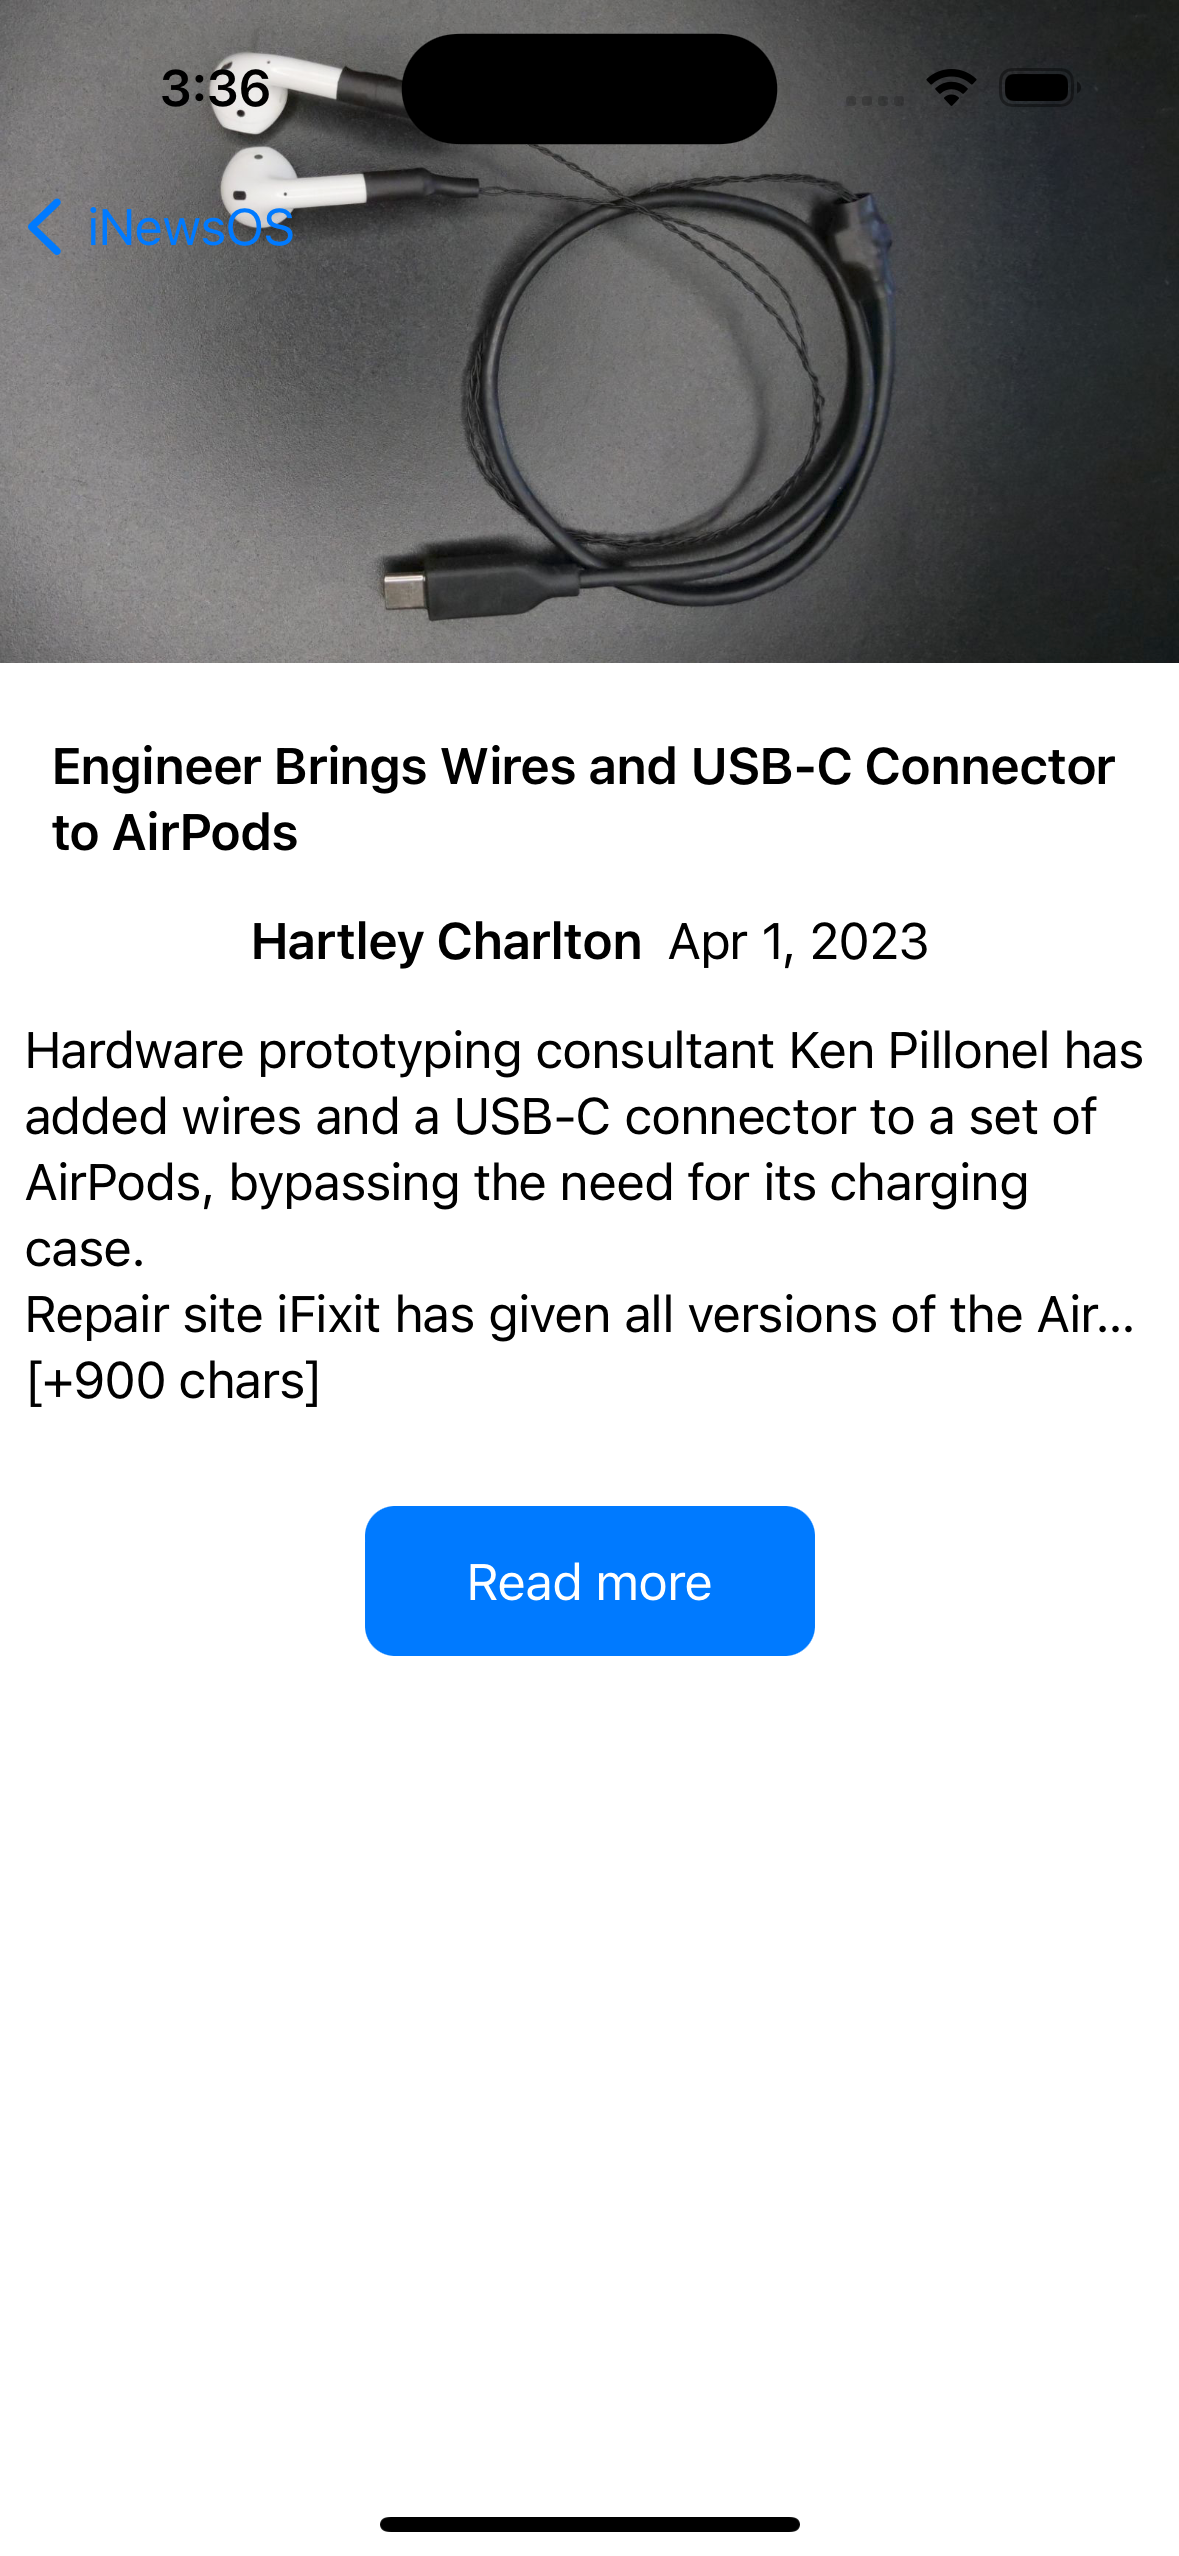 3:36
iNewsOS
Engineer Brings Wires and USB-C Connector
to AirPods
Hartley Charlton Apr 1, 2023
Hardware prototyping consultant Ken Pillonel has
added wires and a USB-C connector to a set of
AirPods, bypassing the need for its charging
case.
Repair site iFixit has given all versions of the Air…
[+900 chars]
Read more